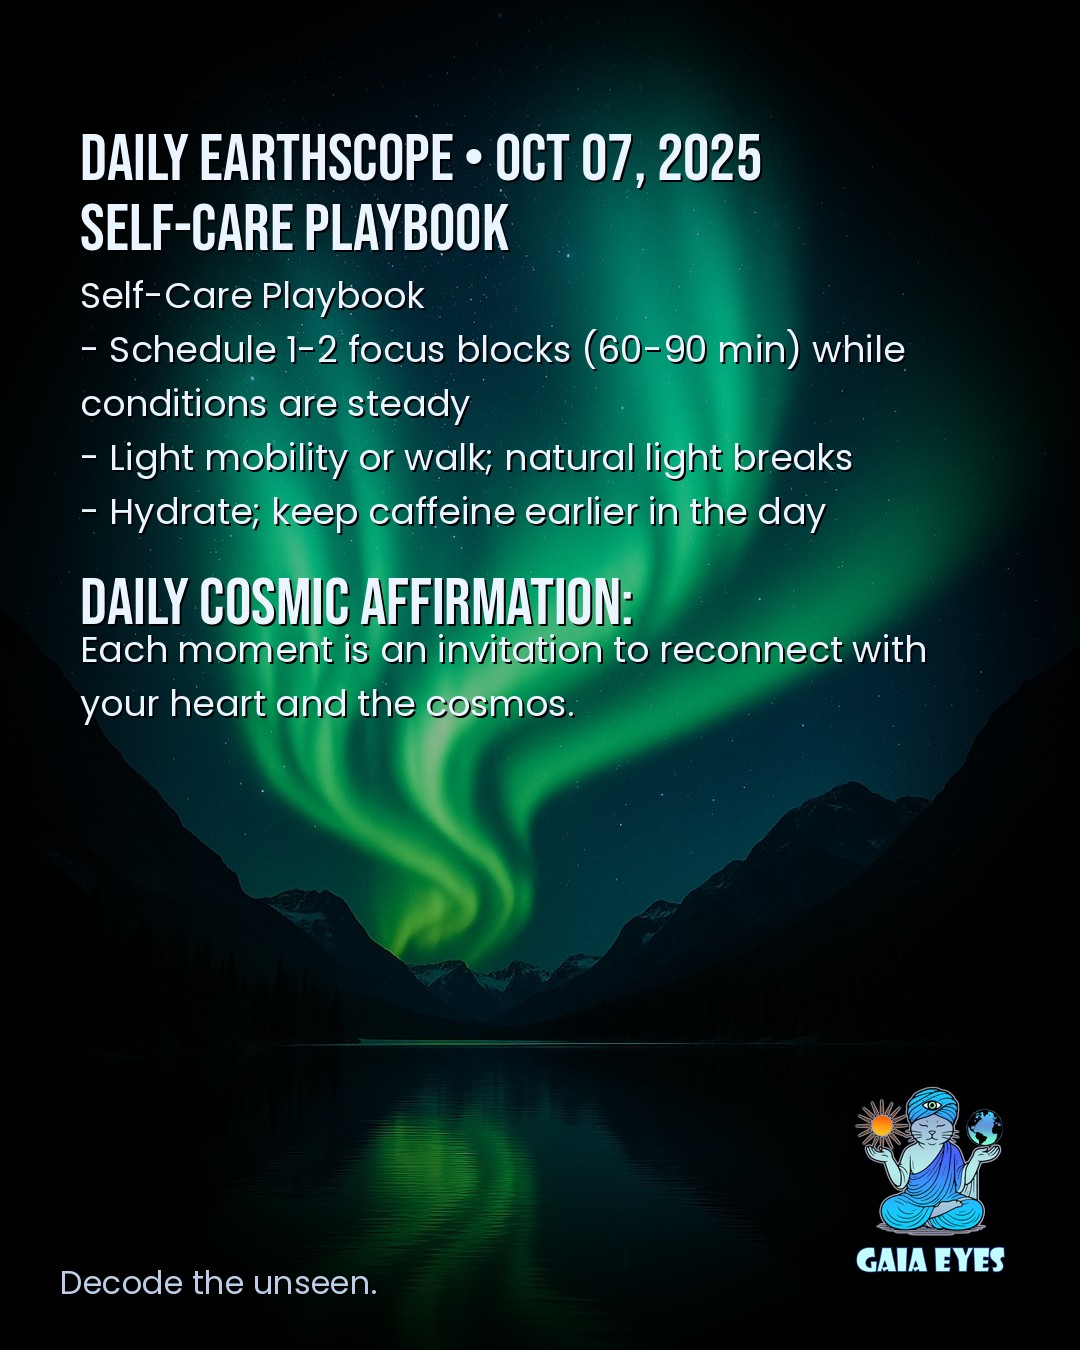 DAILY EARTHSCOPE • OCT 07, 2025
SELF-CARE PLAYBOOK
Self-Care Playbook
- Schedule 1-2 focus blocks (60-90 min) while
conditions are steady
- Light mobility or walk; natural light breaks
- Hydrate; keep caffeine earlier in the day
DAILY COSMIC AFFIRMATION:
Each moment is an invitation to reconnect with
your heart and the cosmos.
GAIA EYES
Decode the unseen.